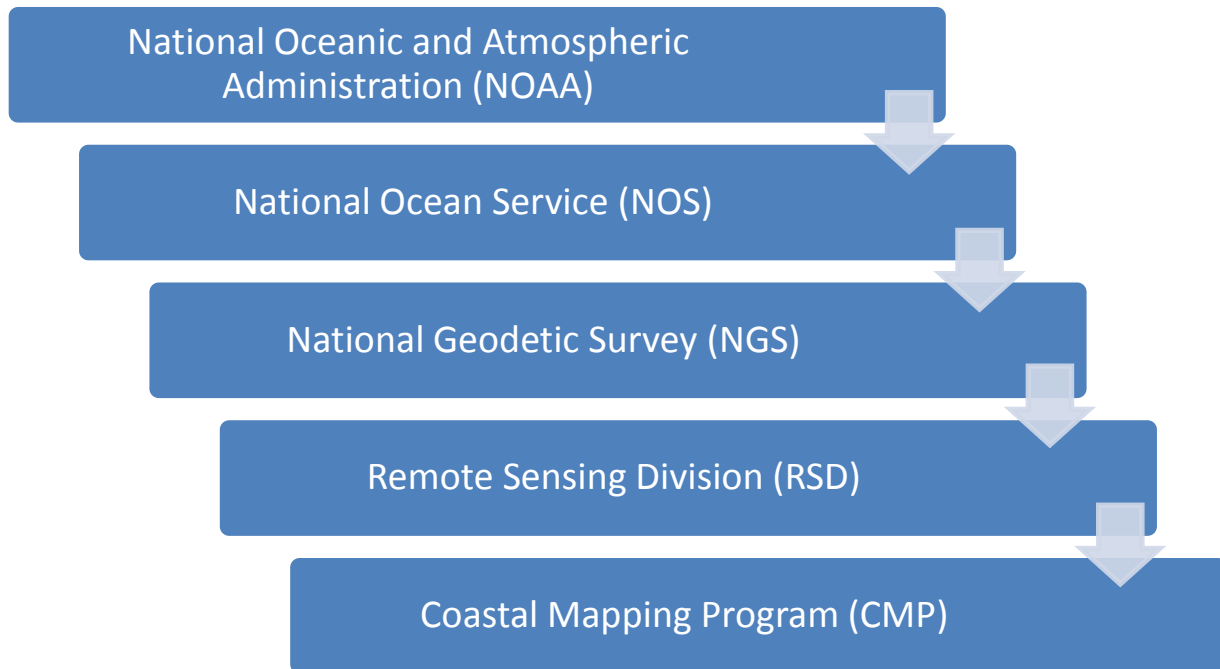 National Oceanic and Atmospheric
Administration (NOAA)
National Ocean Service (NOS)
National Geodetic Survey (NGS)
Remote Sensing Division (RSD)
Coastal Mapping Program (CMP)